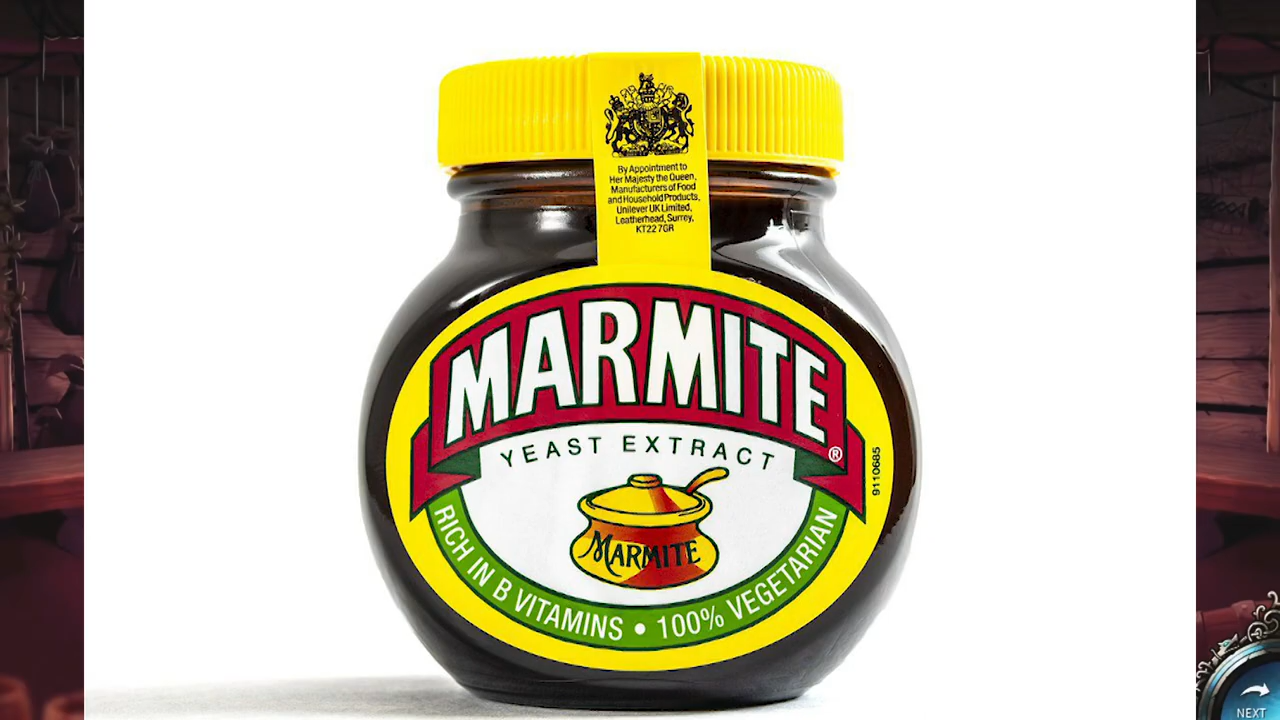 By Appointment to
Her Majesty the Queen,
Manufacturers of Food
and Household Products,
Unilever UK Limited,
Leatherhead, Surrey,
KT22 7GR
MARMITE®
YEAST EXTRACT
MARMITE
RICH IN B VITAMINS • 100% VEGETARIAN
9110685
NEXT